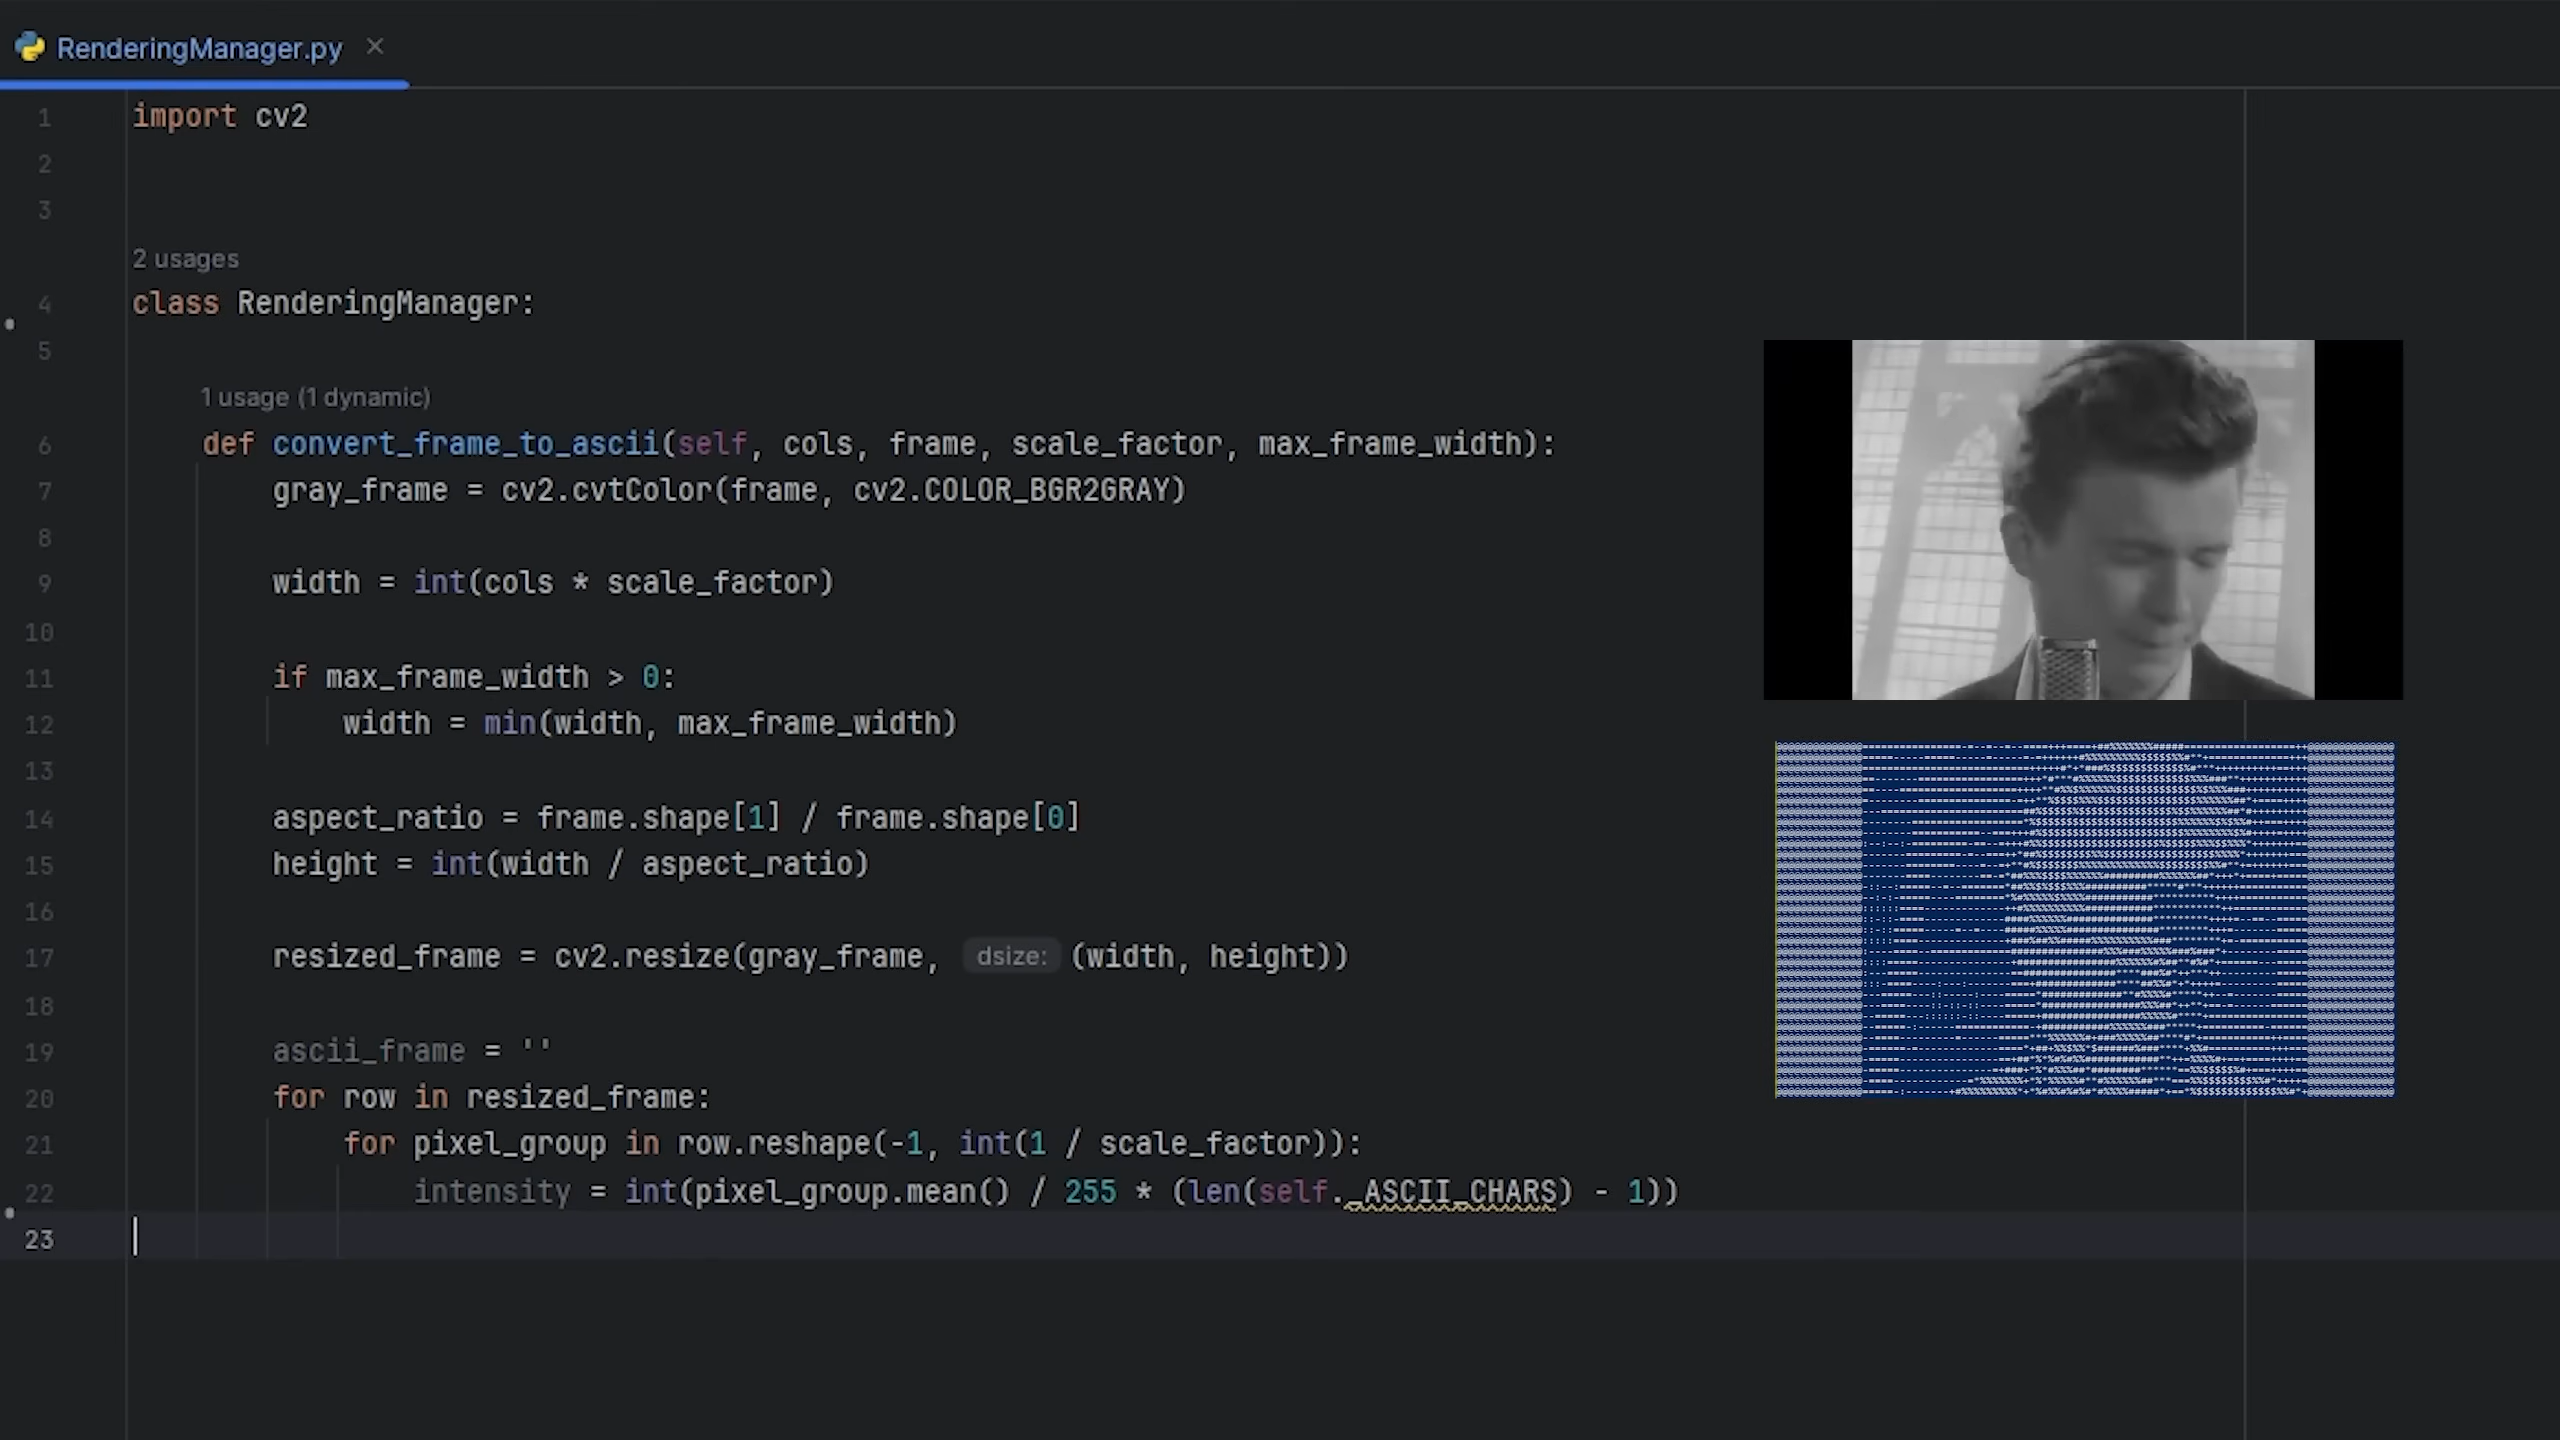 RenderingManager.py
1 import cv2
2
3
2 usages
4 class RenderingManager:
5
1 usage (1 dynamic)
6 def convert_frame_to_ascii(self, cols, frame, scale_factor, max_frame_width):
7 gray_frame = cv2.cvtColor(frame, cv2.COLOR_BGR2GRAY)
8
9 width = int(cols * scale_factor)
10
11 if max_frame_width > 0:
12 width = min(width, max_frame_width)
13
14 aspect_ratio = frame.shape[1] / frame.shape[0]
15 height = int(width / aspect_ratio)
16
17 resized_frame = cv2.resize(gray_frame, dsize: (width, height))
18
19 ascii_frame = ''
20 for row in resized_frame:
21 for pixel_group in row.reshape(-1, int(1 / scale_factor)):
22 intensity = int(pixel_group.mean() / 255 * (len(self._ASCII_CHARS) - 1))
23